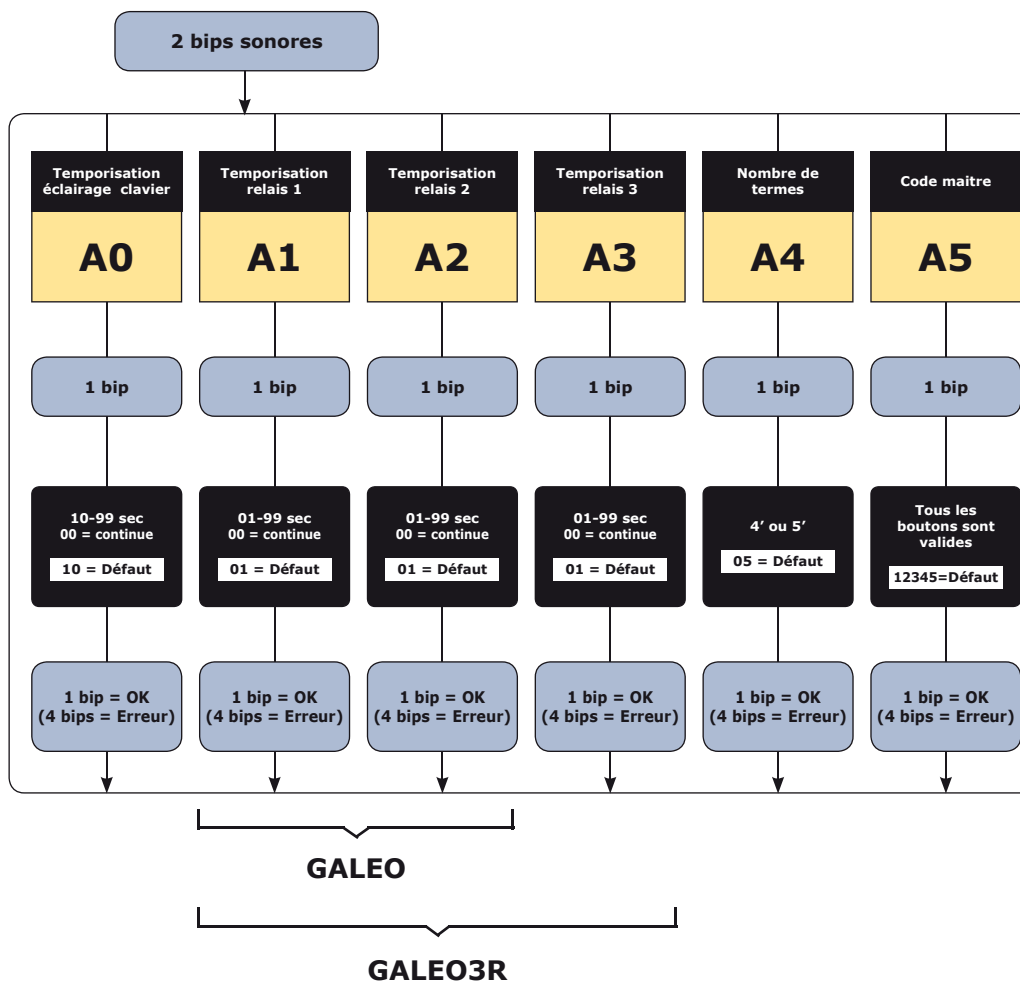 2 bips sonores
Temporisation
éclairage clavier
A0
1 bip
10-99 sec
00 = continue
10 = Défaut
1 bip = OK
(4 bips = Erreur)
Temporisation
relais 1
A1
1 bip
01-99 sec
00 = continue
01 = Défaut
1 bip = OK
(4 bips = Erreur)
Temporisation
relais 2
A2
1 bip
01-99 sec
00 = continue
01 = Défaut
1 bip = OK
(4 bips = Erreur)
Temporisation
relais 3
A3
1 bip
01-99 sec
00 = continue
01 = Défaut
1 bip = OK
(4 bips = Erreur)
Nombre de
termes
A4
1 bip
4’ ou 5’
05 = Défaut
1 bip = OK
(4 bips = Erreur)
Code maitre
A5
1 bip
Tous les
boutons sont
valides
12345=Défaut
1 bip = OK
(4 bips = Erreur)
GALEO
GALEO3R